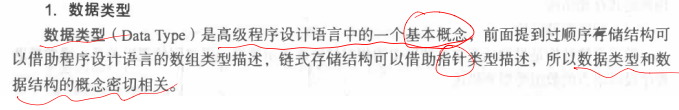 1．数据类型
数据类型（Data Type）是高级程序设计语言中的一个基本概念，前面提到过顺序存储结构可
以借助程序设计语言的数组类型描述，链式存储结构可以借助指针类型描述，所以数据类型和数
据结构的概念密切相关。